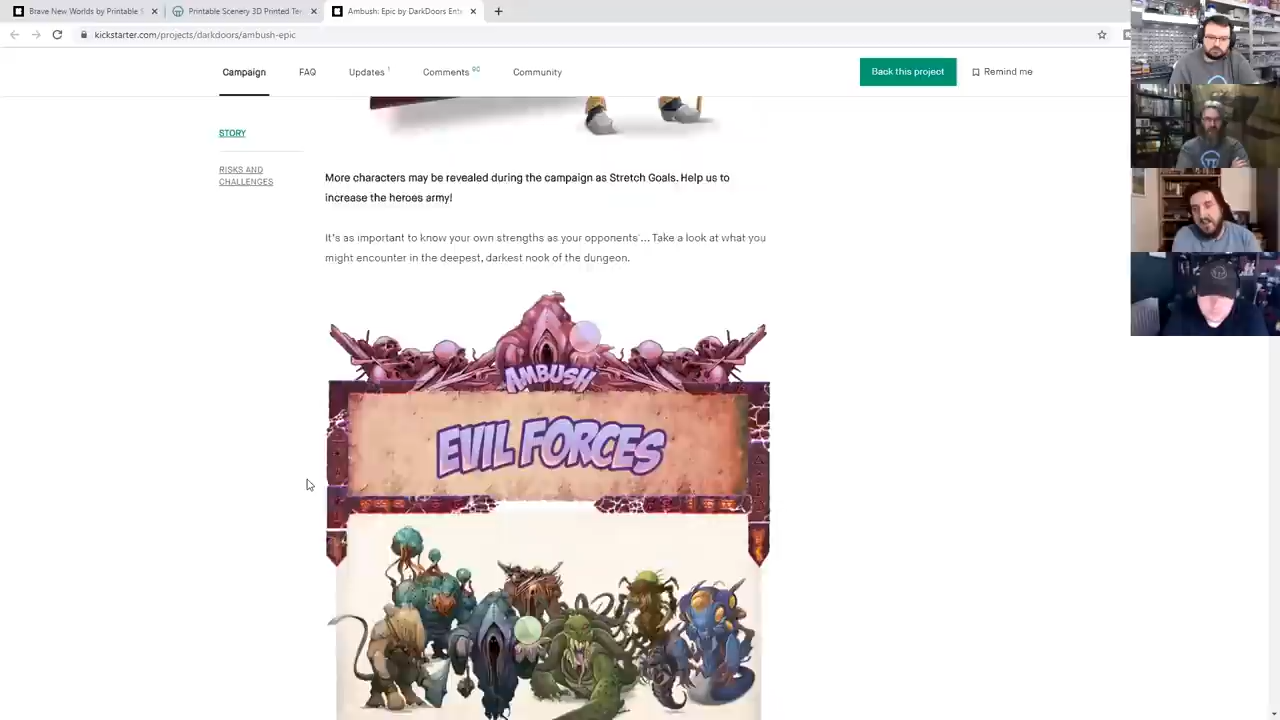 Brave New Worlds by Printable S
Printable Scenery 3D Printed Ter
Ambush: Epic by DarkDoors Ent
kickstarter.com/projects/darkdoors/ambush-epic
Campaign
FAQ
Updates 1
Comments 60
Community
Back this project
Remind me
STORY
RISKS AND
CHALLENGES
More characters may be revealed during the campaign as Stretch Goals. Help us to
increase the heroes army!
It's as important to know your own strengths as your opponents'... Take a look at what you
might encounter in the deepest, darkest nook of the dungeon.
AMBUSH
EVIL FORCES